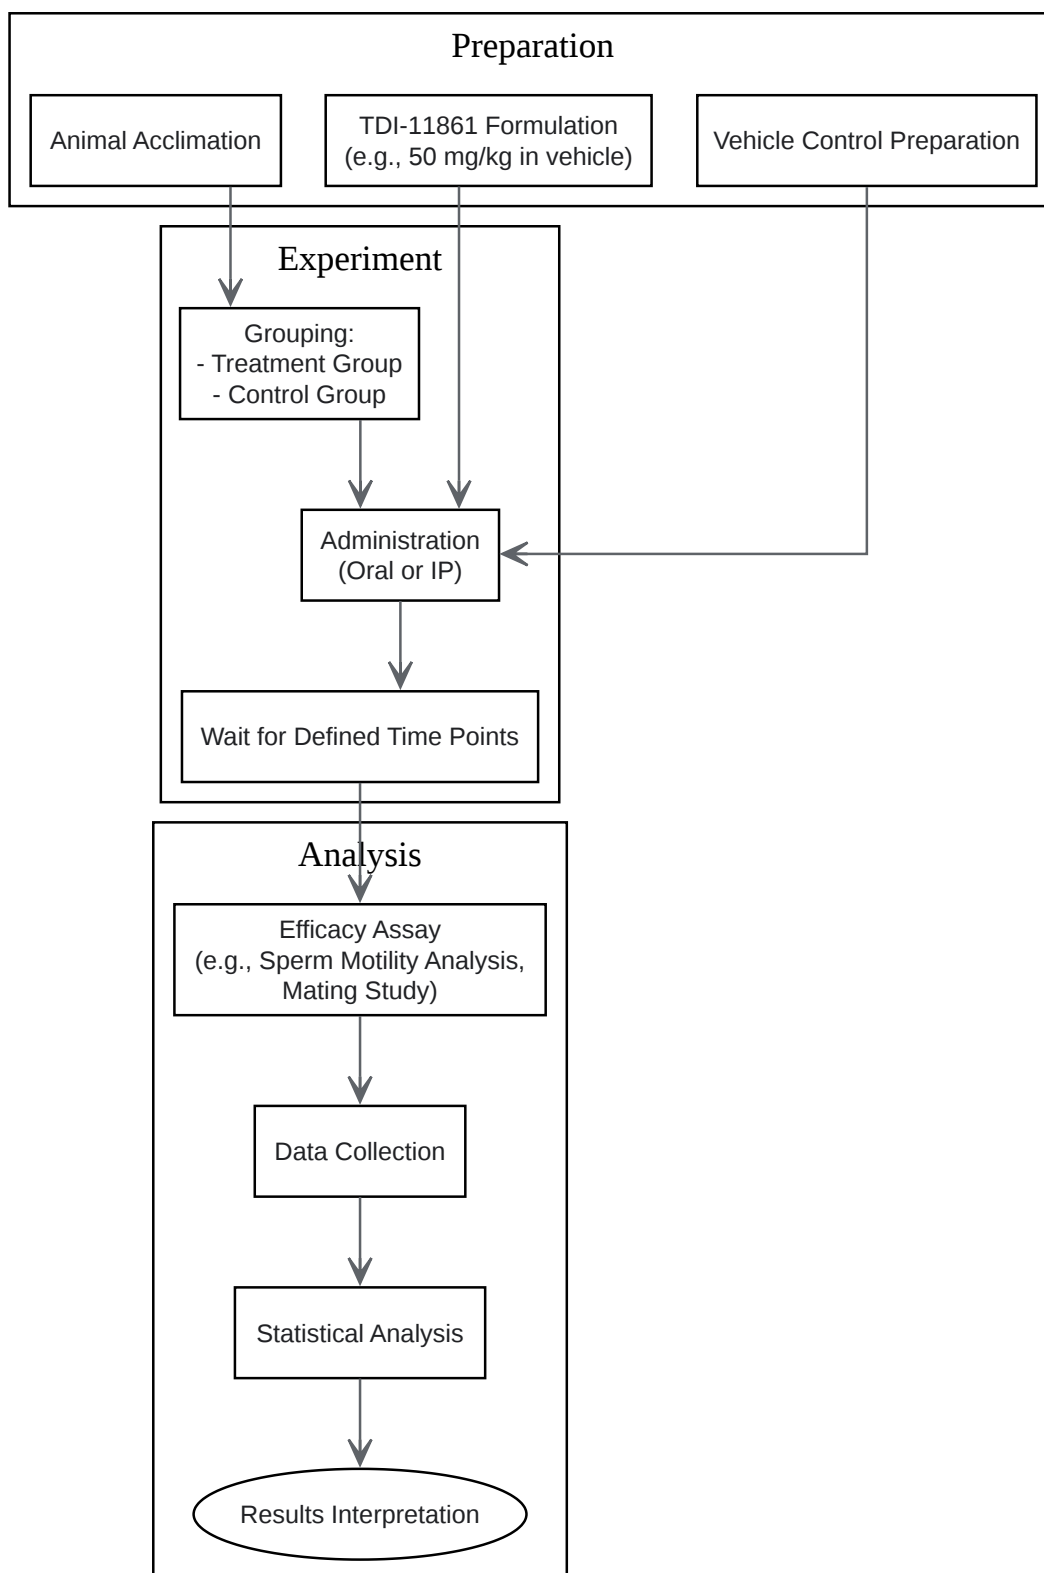 Preparation
Animal Acclimation
TDI-11861 Formulation
(e.g., 50 mg/kg in vehicle)
Vehicle Control Preparation
Experiment
Grouping:
- Treatment Group
- Control Group
Administration
(Oral or IP)
Wait for Defined Time Points
Analysis
Efficacy Assay
(e.g., Sperm Motility Analysis,
Mating Study)
Data Collection
Statistical Analysis
Results Interpretation